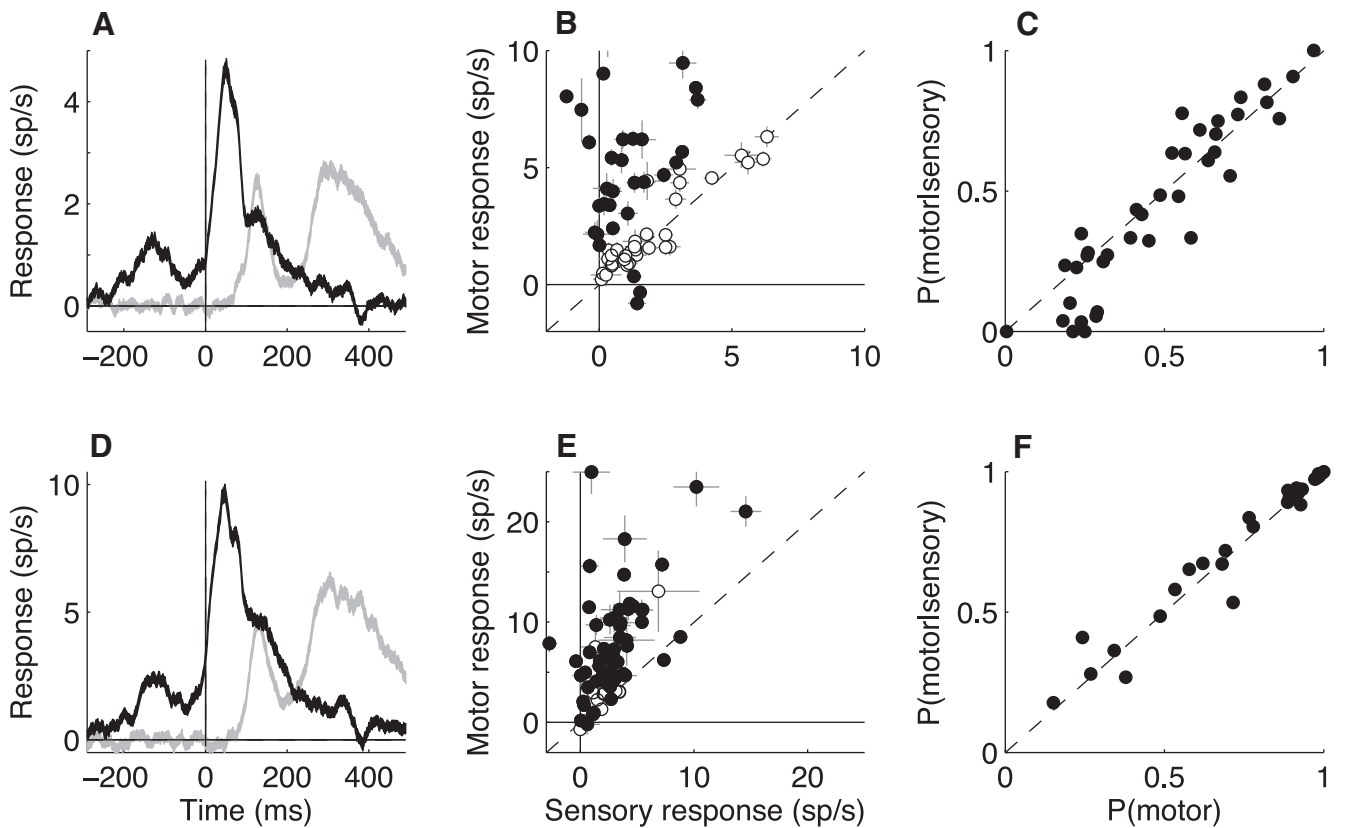 A
B
C
Response (sp/s)
4
2
0
−200 0 200 400
Motor response (sp/s)
10
5
0
0 5 10
P(motor|sensory)
1
0.5
0
0 0.5 1
D
E
F
Response (sp/s)
10
5
0
−200 0 200 400
Time (ms)
Motor response (sp/s)
20
10
0
0 10 20
Sensory response (sp/s)
P(motor|sensory)
1
0.5
0
0 0.5 1
P(motor)